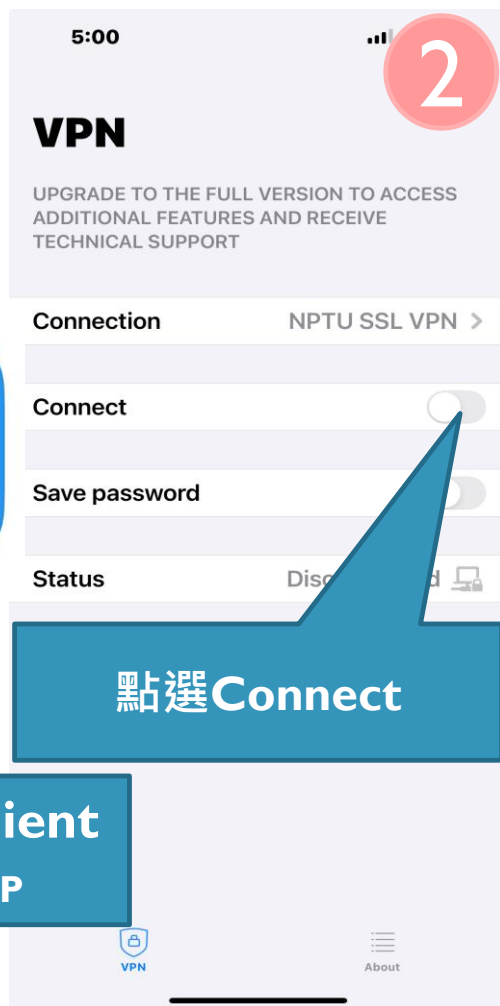 5:00
2
VPN
UPGRADE TO THE FULL VERSION TO ACCESS
ADDITIONAL FEATURES AND RECEIVE
TECHNICAL SUPPORT
Connection NPTU SSL VPN >
Connect
Save password
Status
點選Connect
ient
P
VPN
About